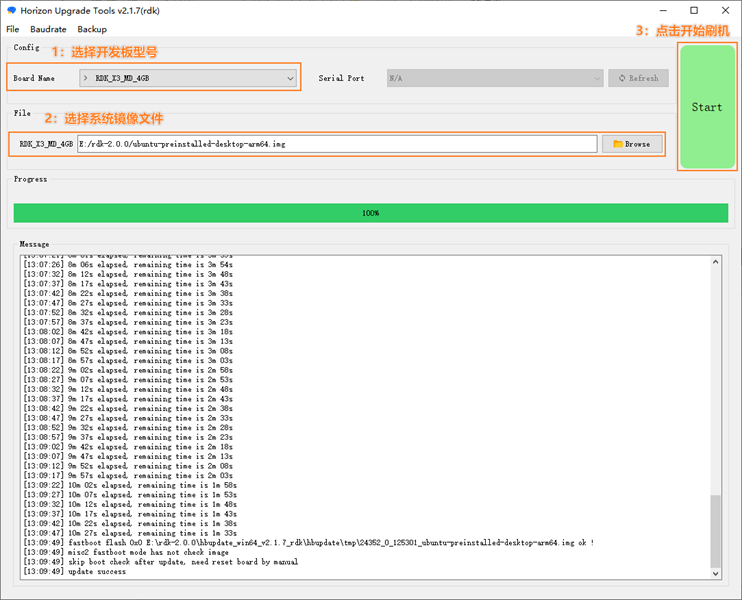 Horizon Upgrade Tools v2.1.7(rdk)
File Baudrate Backup
3：点击开始刷机
Config
1：选择开发板型号
Board Name > RDK_X3_MD_4GB Serial Port N/A Refresh
Start
File
2：选择系统镜像文件
RDK_X3_MD_4GB E:/rdk-2.0.0/ubuntu-preinstalled-desktop-arm64.img Browse
Progress
100%
Message
[13:07:26] 8m 06s elapsed, remaining time is 3m 54s
[13:07:32] 8m 12s elapsed, remaining time is 3m 48s
[13:07:37] 8m 17s elapsed, remaining time is 3m 43s
[13:07:42] 8m 22s elapsed, remaining time is 3m 38s
[13:07:47] 8m 27s elapsed, remaining time is 3m 33s
[13:07:52] 8m 32s elapsed, remaining time is 3m 28s
[13:07:57] 8m 37s elapsed, remaining time is 3m 23s
[13:08:02] 8m 42s elapsed, remaining time is 3m 18s
[13:08:07] 8m 47s elapsed, remaining time is 3m 13s
[13:08:12] 8m 52s elapsed, remaining time is 3m 08s
[13:08:17] 8m 57s elapsed, remaining time is 3m 03s
[13:08:22] 9m 02s elapsed, remaining time is 2m 58s
[13:08:27] 9m 07s elapsed, remaining time is 2m 53s
[13:08:32] 9m 12s elapsed, remaining time is 2m 48s
[13:08:37] 9m 17s elapsed, remaining time is 2m 43s
[13:08:42] 9m 22s elapsed, remaining time is 2m 38s
[13:08:47] 9m 27s elapsed, remaining time is 2m 33s
[13:08:52] 9m 32s elapsed, remaining time is 2m 28s
[13:08:57] 9m 37s elapsed, remaining time is 2m 23s
[13:09:02] 9m 42s elapsed, remaining time is 2m 18s
[13:09:07] 9m 47s elapsed, remaining time is 2m 13s
[13:09:12] 9m 52s elapsed, remaining time is 2m 08s
[13:09:17] 9m 57s elapsed, remaining time is 2m 03s
[13:09:22] 10m 02s elapsed, remaining time is 1m 58s
[13:09:27] 10m 07s elapsed, remaining time is 1m 53s
[13:09:32] 10m 12s elapsed, remaining time is 1m 48s
[13:09:37] 10m 17s elapsed, remaining time is 1m 43s
[13:09:42] 10m 22s elapsed, remaining time is 1m 38s
[13:09:47] 10m 27s elapsed, remaining time is 1m 33s
[13:09:49] fastboot flash 0x0 E:\rdk-2.0.0\hbupdate_win64_v2.1.7_rdk\hbupdate\tmp\24352_0_125301_ubuntu-preinstalled-desktop-arm64.img ok !
[13:09:49] misc2 fastboot mode has not check image
[13:09:49] skip boot check after update, need reset board by manual
[13:09:49] update success